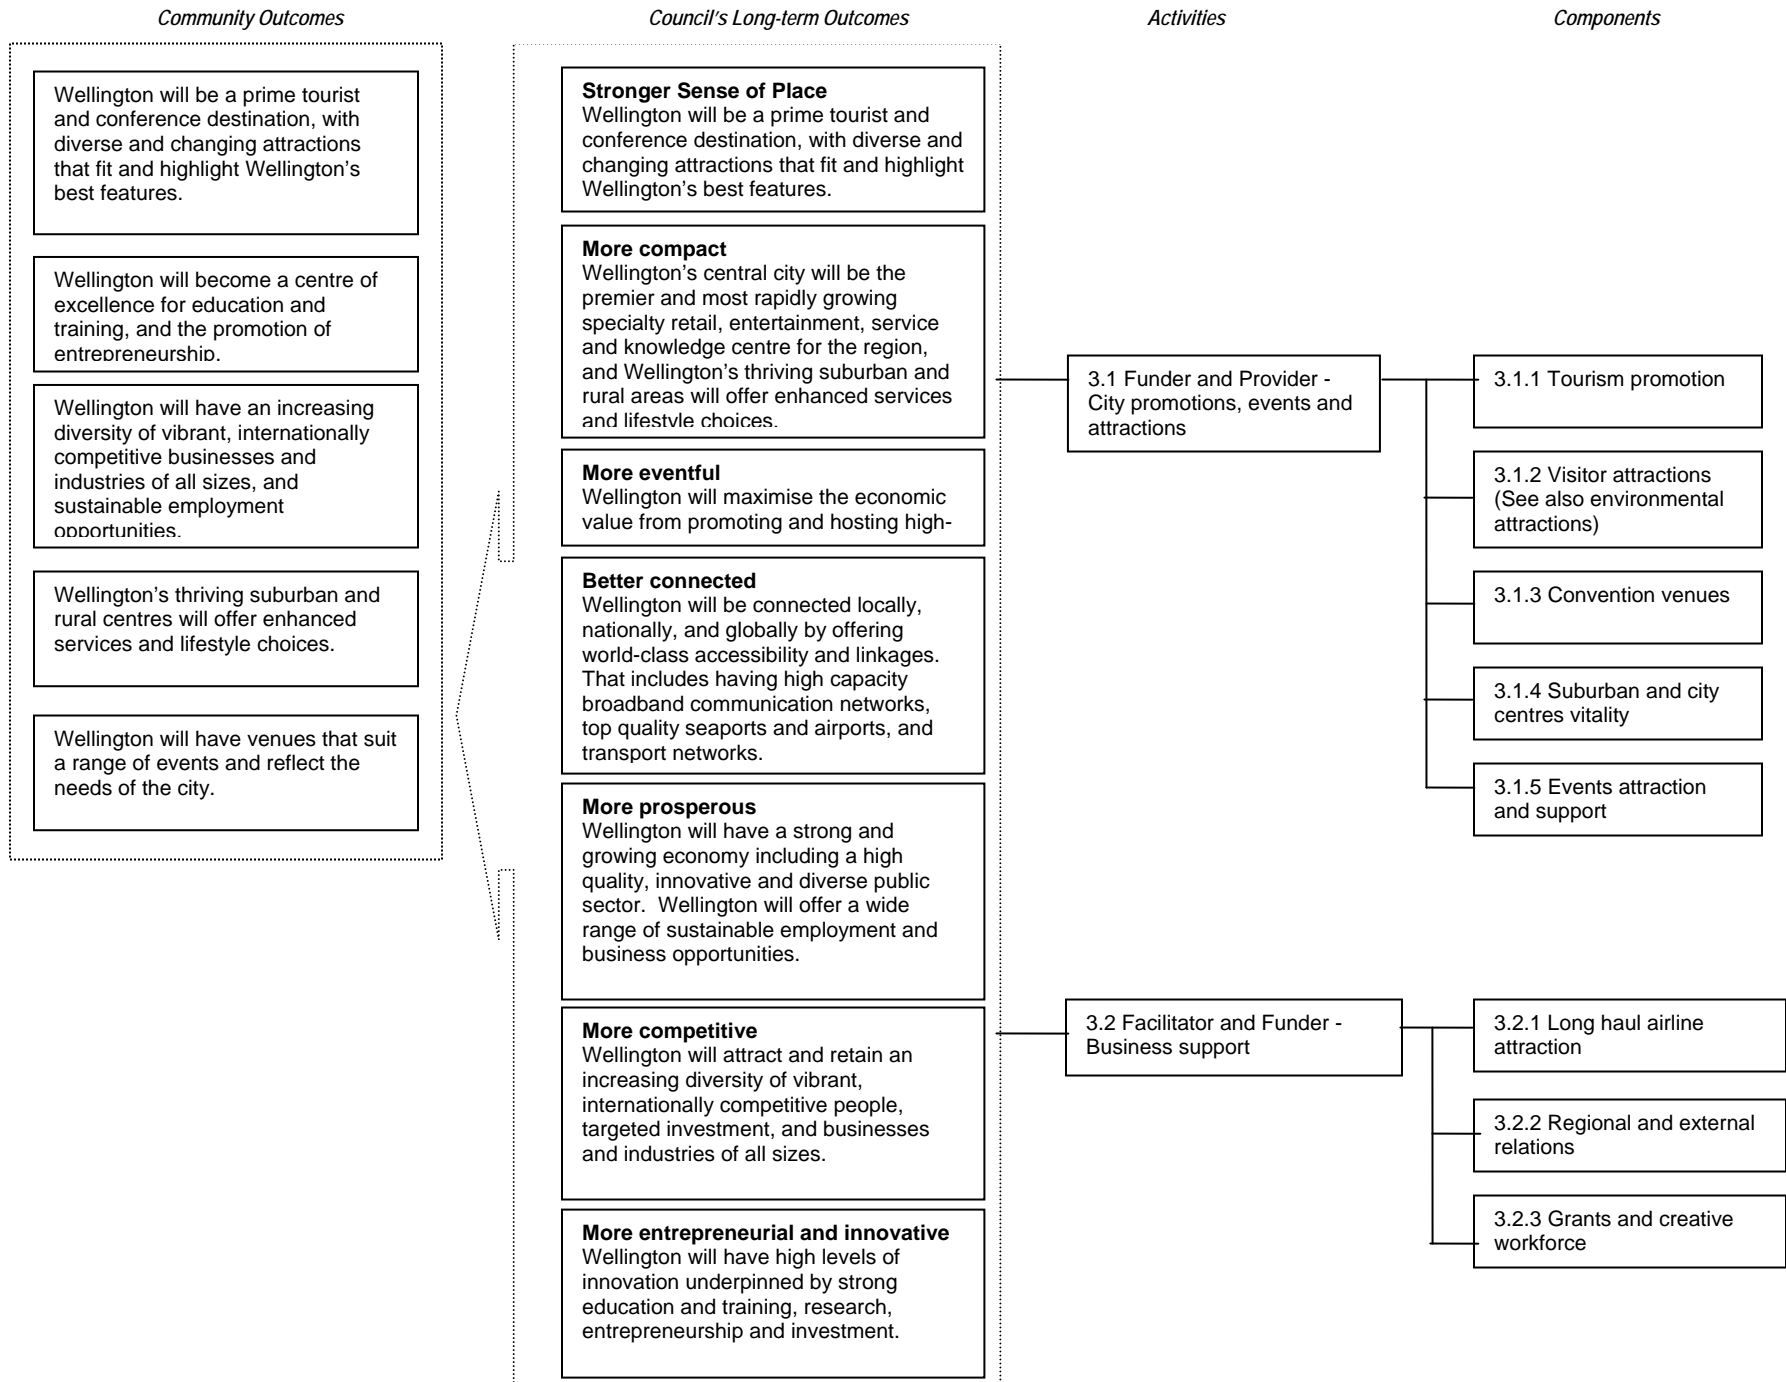 Community Outcomes
Council's Long-term Outcomes
Activities
Components
Wellington will be a prime tourist
and conference destination, with
diverse and changing attractions
that fit and highlight Wellington's
best features.
Wellington will become a centre of
excellence for education and
training, and the promotion of
entrepreneurship.
Wellington will have an increasing
diversity of vibrant, internationally
competitive businesses and
industries of all sizes, and
sustainable employment
opportunities.
Wellington's thriving suburban and
rural centres will offer enhanced
services and lifestyle choices.
Wellington will have venues that suit
a range of events and reflect the
needs of the city.
Stronger Sense of Place
Wellington will be a prime tourist and
conference destination, with diverse and
changing attractions that fit and highlight
Wellington's best features.
More compact
Wellington's central city will be the
premier and most rapidly growing
specialty retail, entertainment, service
and knowledge centre for the region,
and Wellington's thriving suburban and
rural areas will offer enhanced services
and lifestyle choices.
More eventful
Wellington will maximise the economic
value from promoting and hosting high-
Better connected
Wellington will be connected locally,
nationally, and globally by offering
world-class accessibility and linkages.
That includes having high capacity
broadband communication networks,
top quality seaports and airports, and
transport networks.
More prosperous
Wellington will have a strong and
growing economy including a high
quality, innovative and diverse public
sector. Wellington will offer a wide
range of sustainable employment and
business opportunities.
More competitive
Wellington will attract and retain an
increasing diversity of vibrant,
internationally competitive people,
targeted investment, and businesses
and industries of all sizes.
More entrepreneurial and innovative
Wellington will have high levels of
innovation underpinned by strong
education and training, research,
entrepreneurship and investment.
3.1 Funder and Provider -
City promotions, events and
attractions
3.2 Facilitator and Funder -
Business support
3.1.1 Tourism promotion
3.1.2 Visitor attractions
(See also environmental
attractions)
3.1.3 Convention venues
3.1.4 Suburban and city
centres vitality
3.1.5 Events attraction
and support
3.2.1 Long haul airline
attraction
3.2.2 Regional and external
relations
3.2.3 Grants and creative
workforce